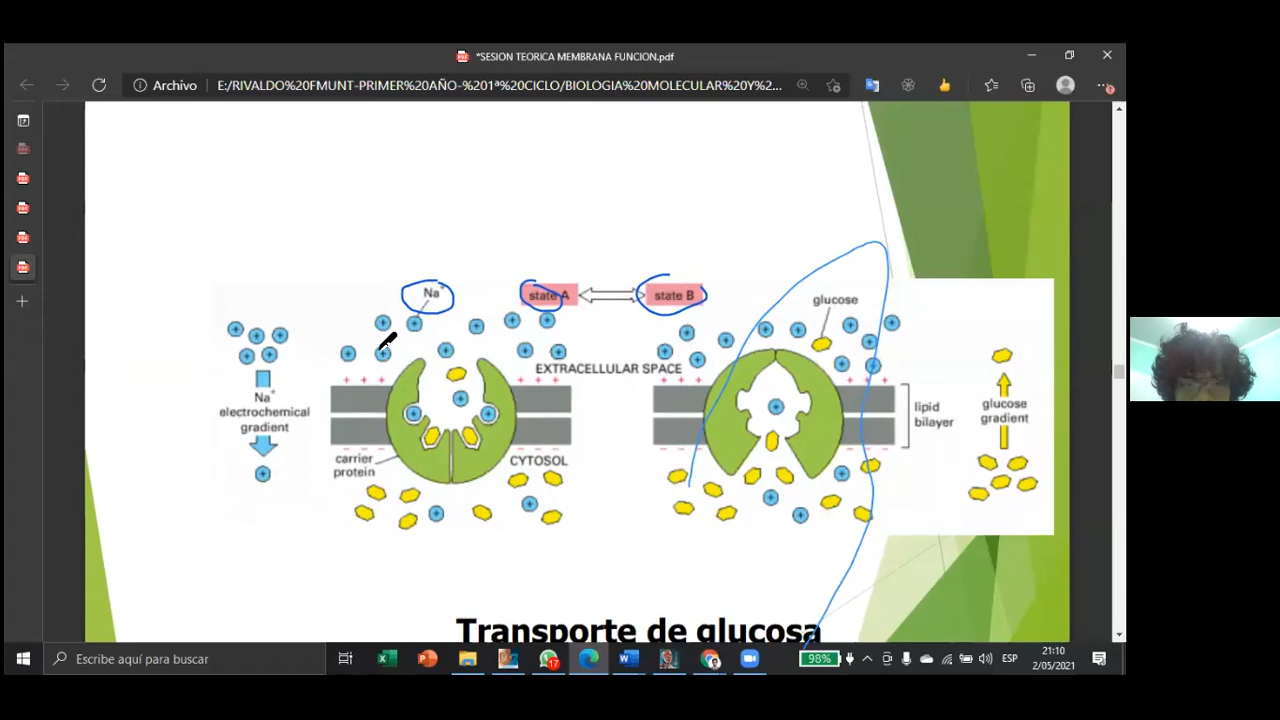 *SESION TEORICA MEMBRANA FUNCION.pdf
Archivo
E:/RIVALDO%20FMUNT-PRIMER%20AÑO-%201ª%20CICLO/BIOLOGIA%20MOLECULAR%20Y%2...
Na+
state A
state B
glucose
EXTRACELLULAR SPACE
Na+
electrochemical
gradient
lipid
bilayer
glucose
gradient
carrier
protein
CYTOSOL
Transporte de glucosa
Escribe aquí para buscar
17
98%
ESP
21:10
2/05/2021